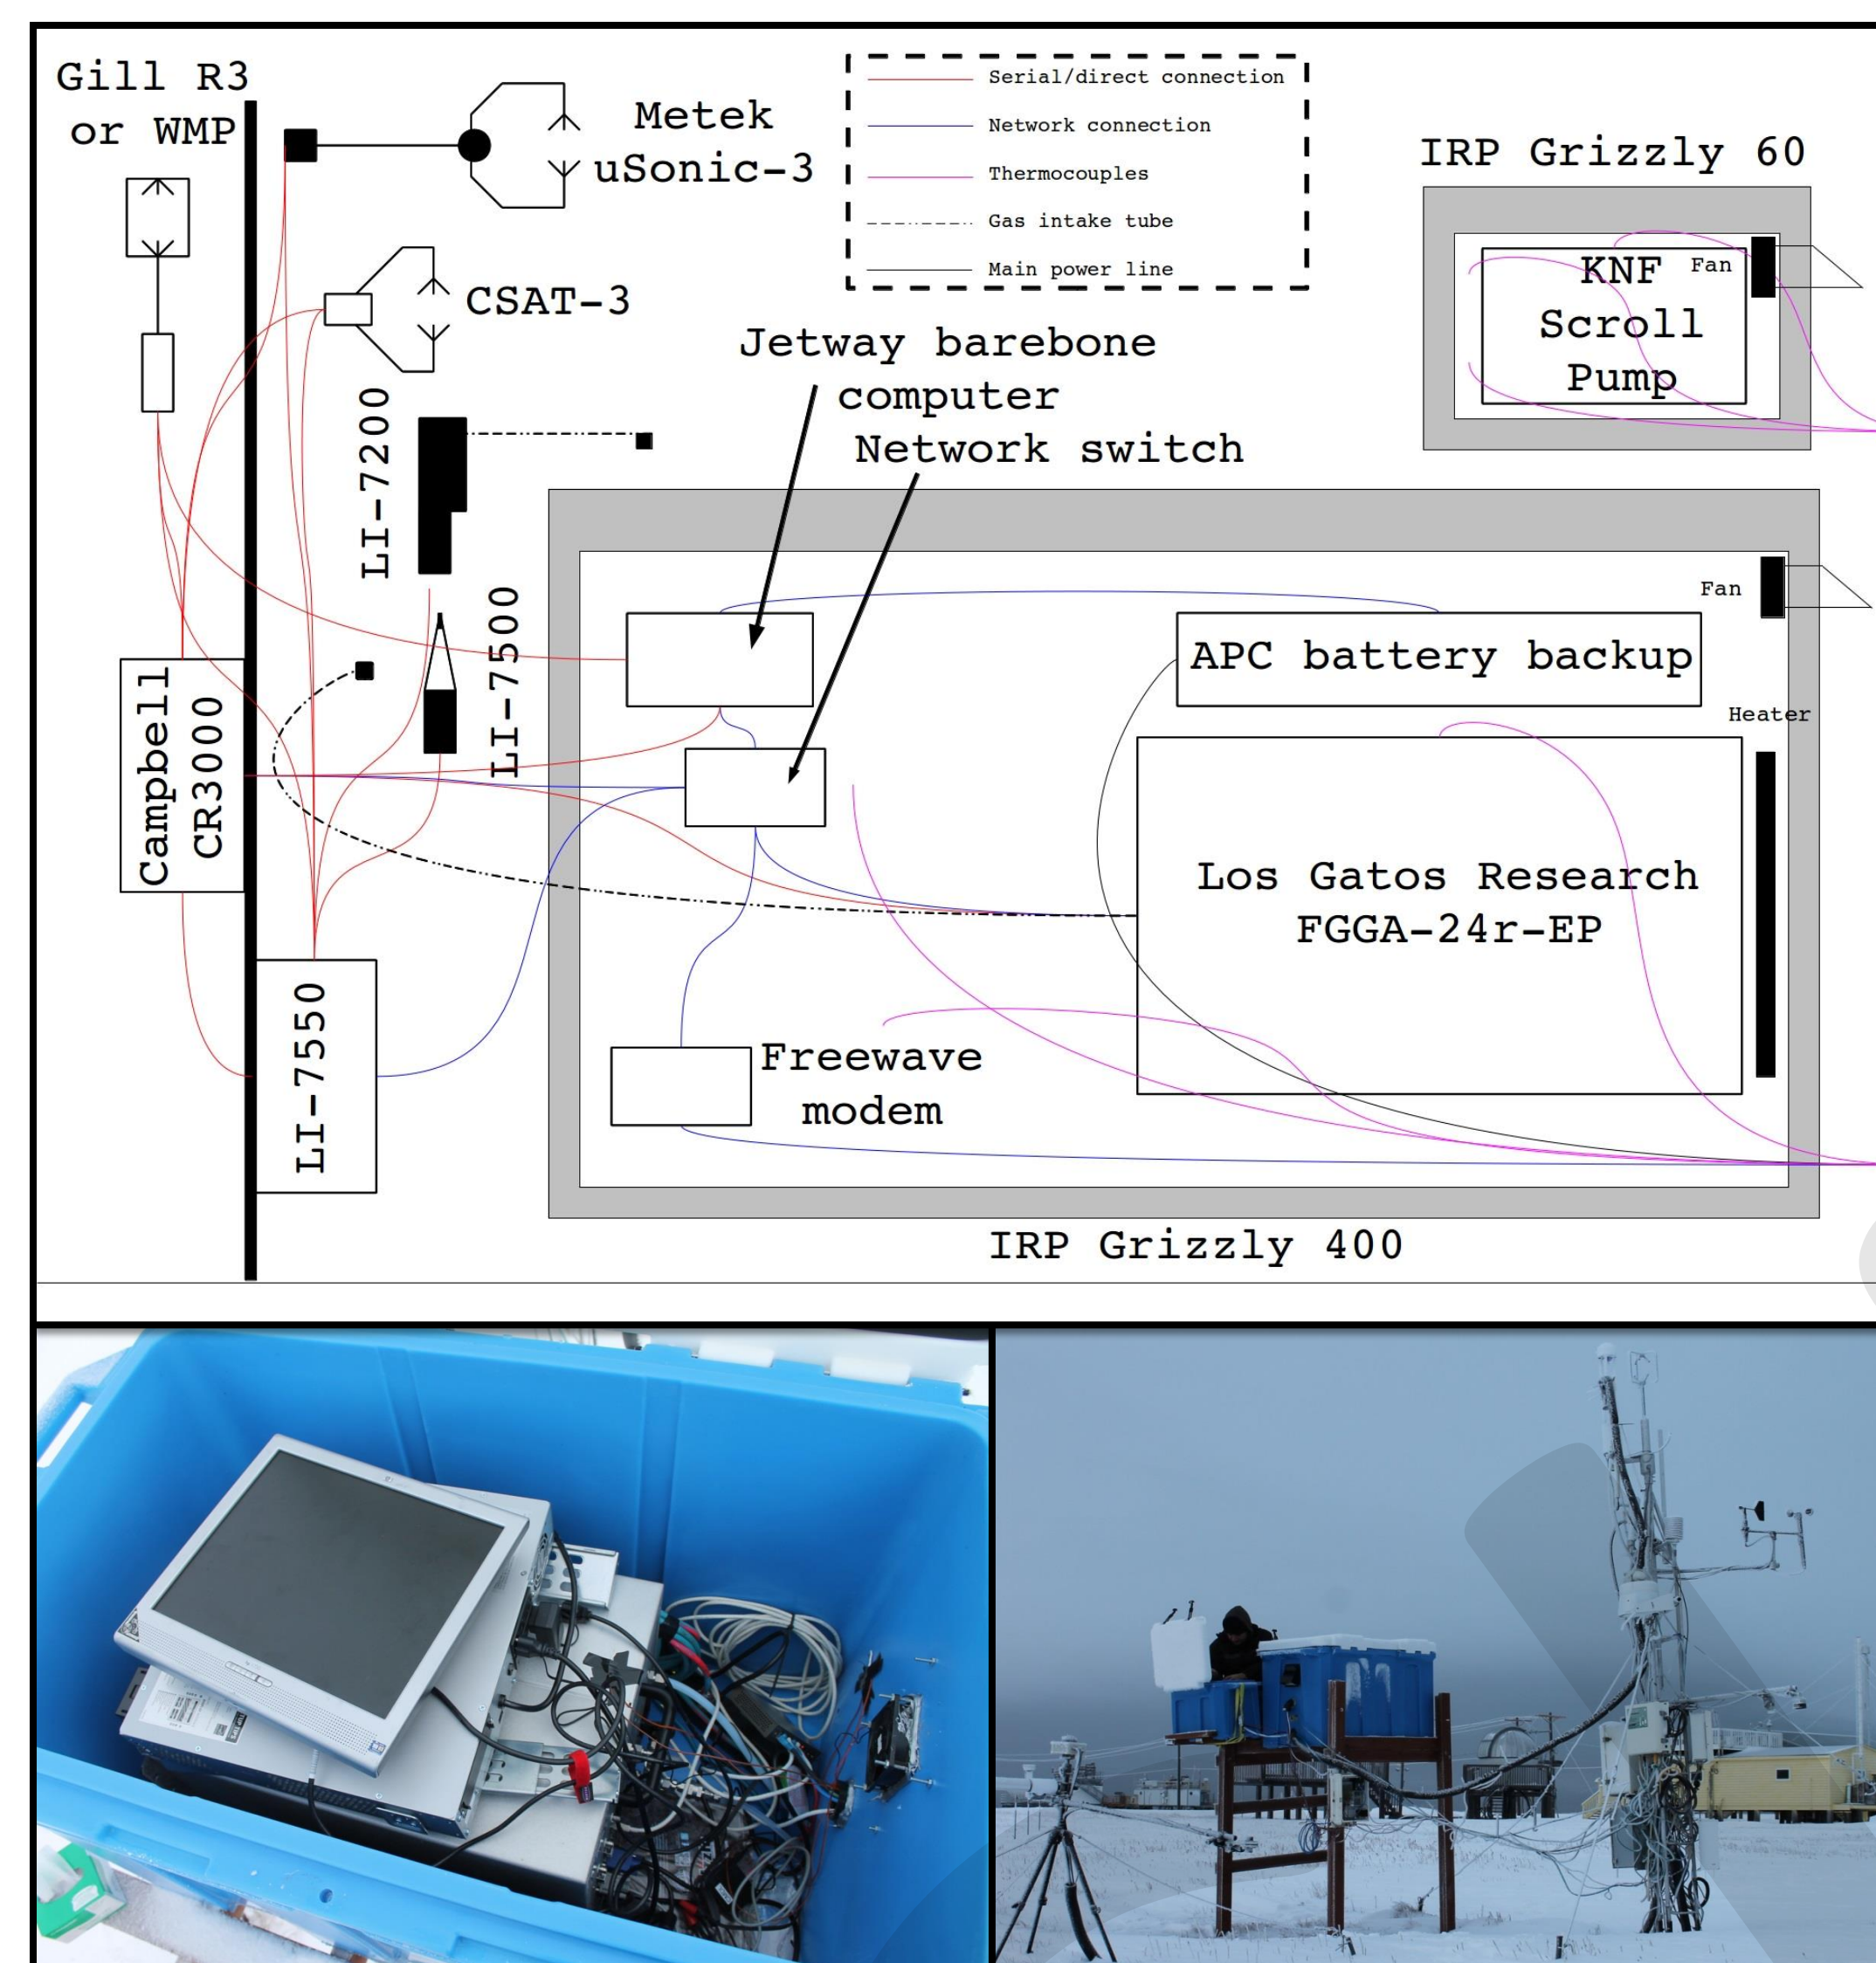 Gill R3
or WMP
Metek
uSonic-3
CSAT-3
Serial/direct connection
Network connection
Thermocouples
Gas intake tube
Main power line
IRP Grizzly 60
KNF
Scroll
Pump
Fan
Jetway barebone
computer
Network switch
LI-7200
LI-7500
Campbell
CR3000
LI-7550
APC battery backup
Fan
Heater
Los Gatos Research
FGGA-24r-EP
Freewave
modem
IRP Grizzly 400